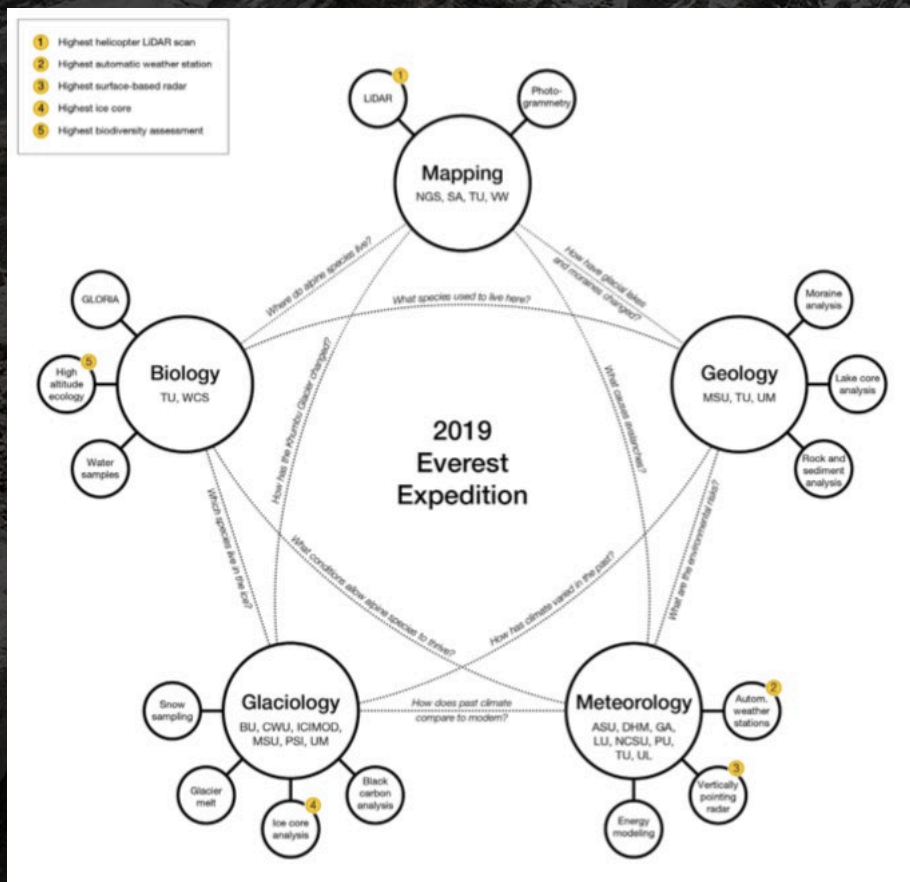 1 Highest helicopter LiDAR scan
2 Highest automatic weather station
3 Highest surface-based radar
4 Highest ice core
5 Highest biodiversity assessment
LiDAR
1
Photo-
grammetry
Mapping
NGS, SA, TU, VW
Where do alpine species live?
How have glacial lakes
and moraines changed?
What species used to live here?
GLORIA
High
altitude
ecology
5
Water
samples
Biology
TU, WCS
Geology
MSU, TU, UM
Moraine
analysis
Lake core
analysis
Rock and
sediment
analysis
How has the Khumbu Glacier changed?
What causes avalanches?
2019
Everest
Expedition
Which species live in the ice?
What conditions allow alpine species to thrive?
How has climate varied in the past?
What are the environmental risks?
Glaciology
BU, CWU, ICIMOD,
MSU, PSI, UM
How does past climate
compare to modern?
Meteorology
ASU, DHM, GA,
LU, NCSU, PU,
TU, UL
Snow
sampling
Glacier
melt
Ice core
analysis
4
Black
carbon
analysis
Autom.
weather
stations
2
Vertically
pointing
radar
3
Energy
modeling